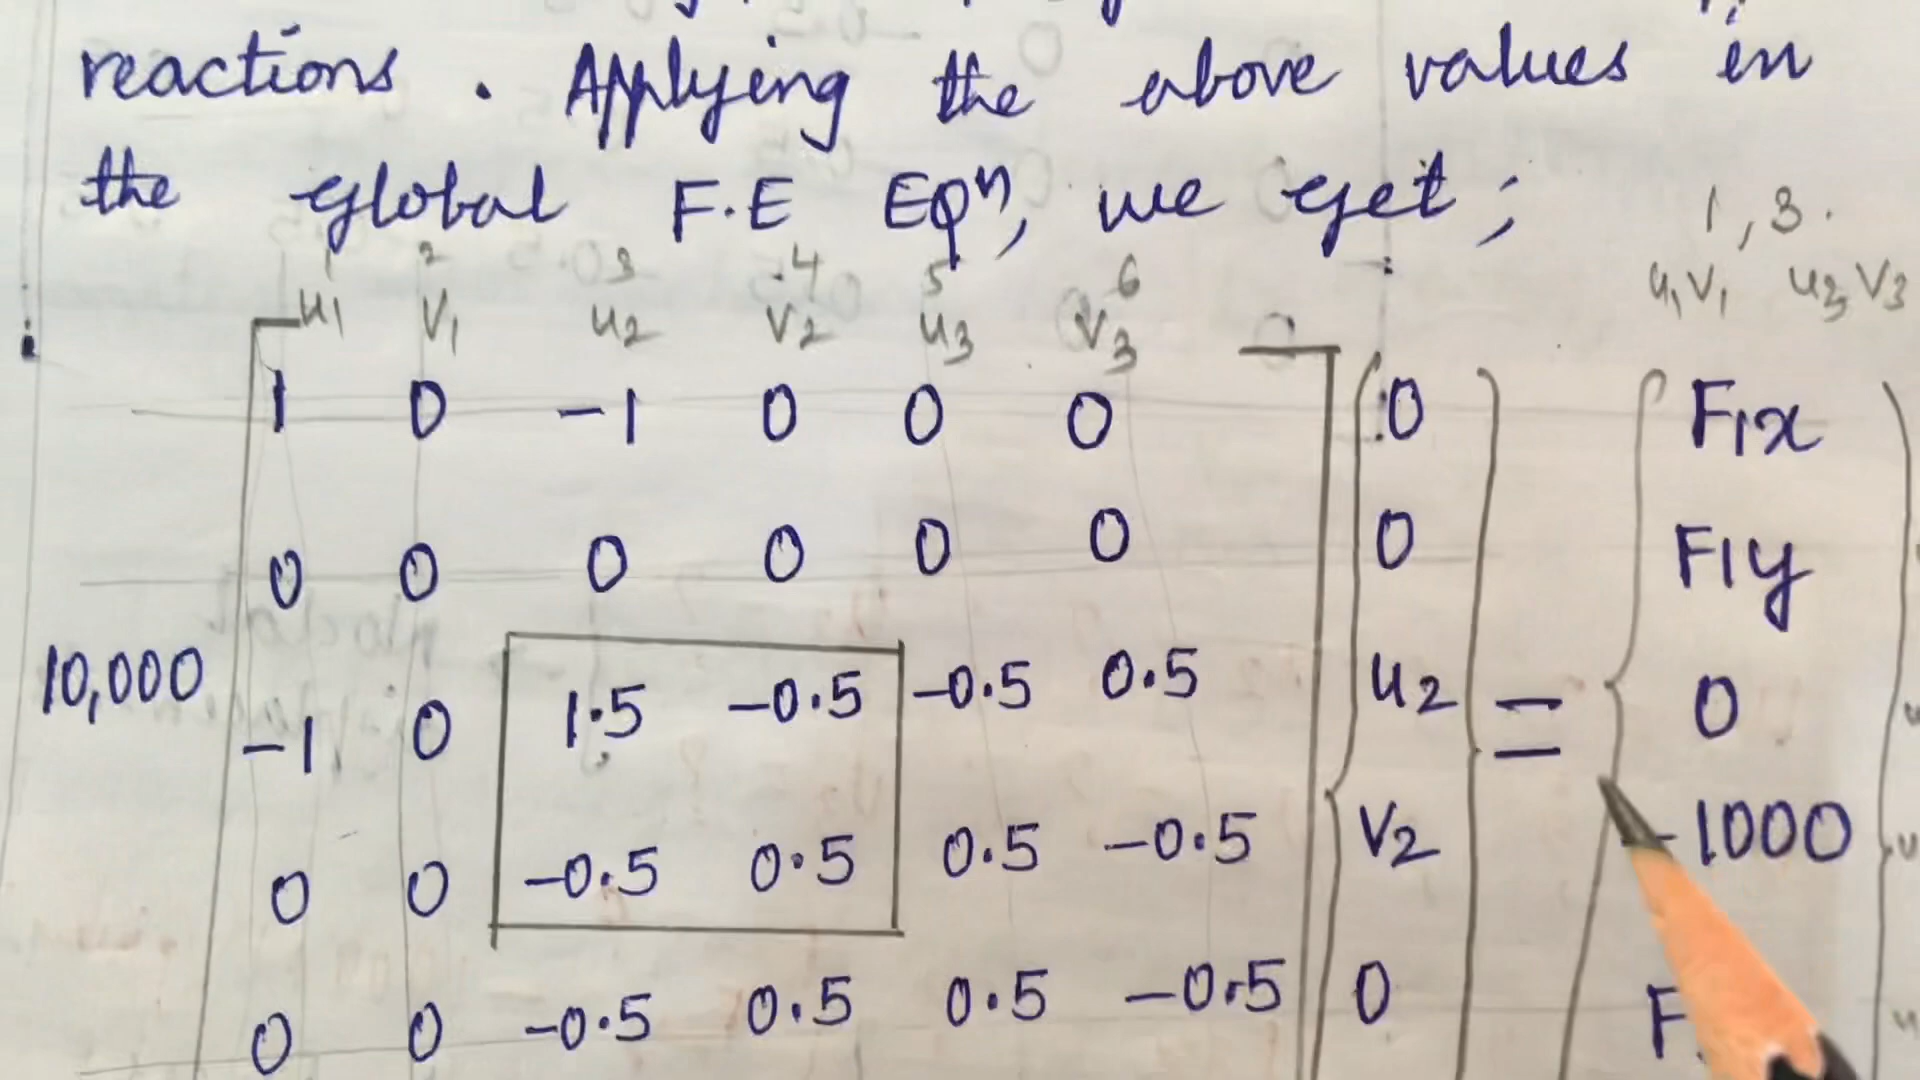 reactions . Applying the above values in
the global F.E EQⁿ, we get ;
1 , 3 .
u₁ v₁ u₃ v₃
1 2 3 4 5 6
u₁ v₁ u₂ v₂ u₃ v₃
1 0 -1 0 0 0 0 F1x
0 0 0 0 0 0 0 F1y
10,000 -1 0 1.5 -0.5 -0.5 0.5 u₂ = 0
0 0 -0.5 0.5 0.5 -0.5 v₂ -1000
0 0 -0.5 0.5 0.5 -0.5 0 F